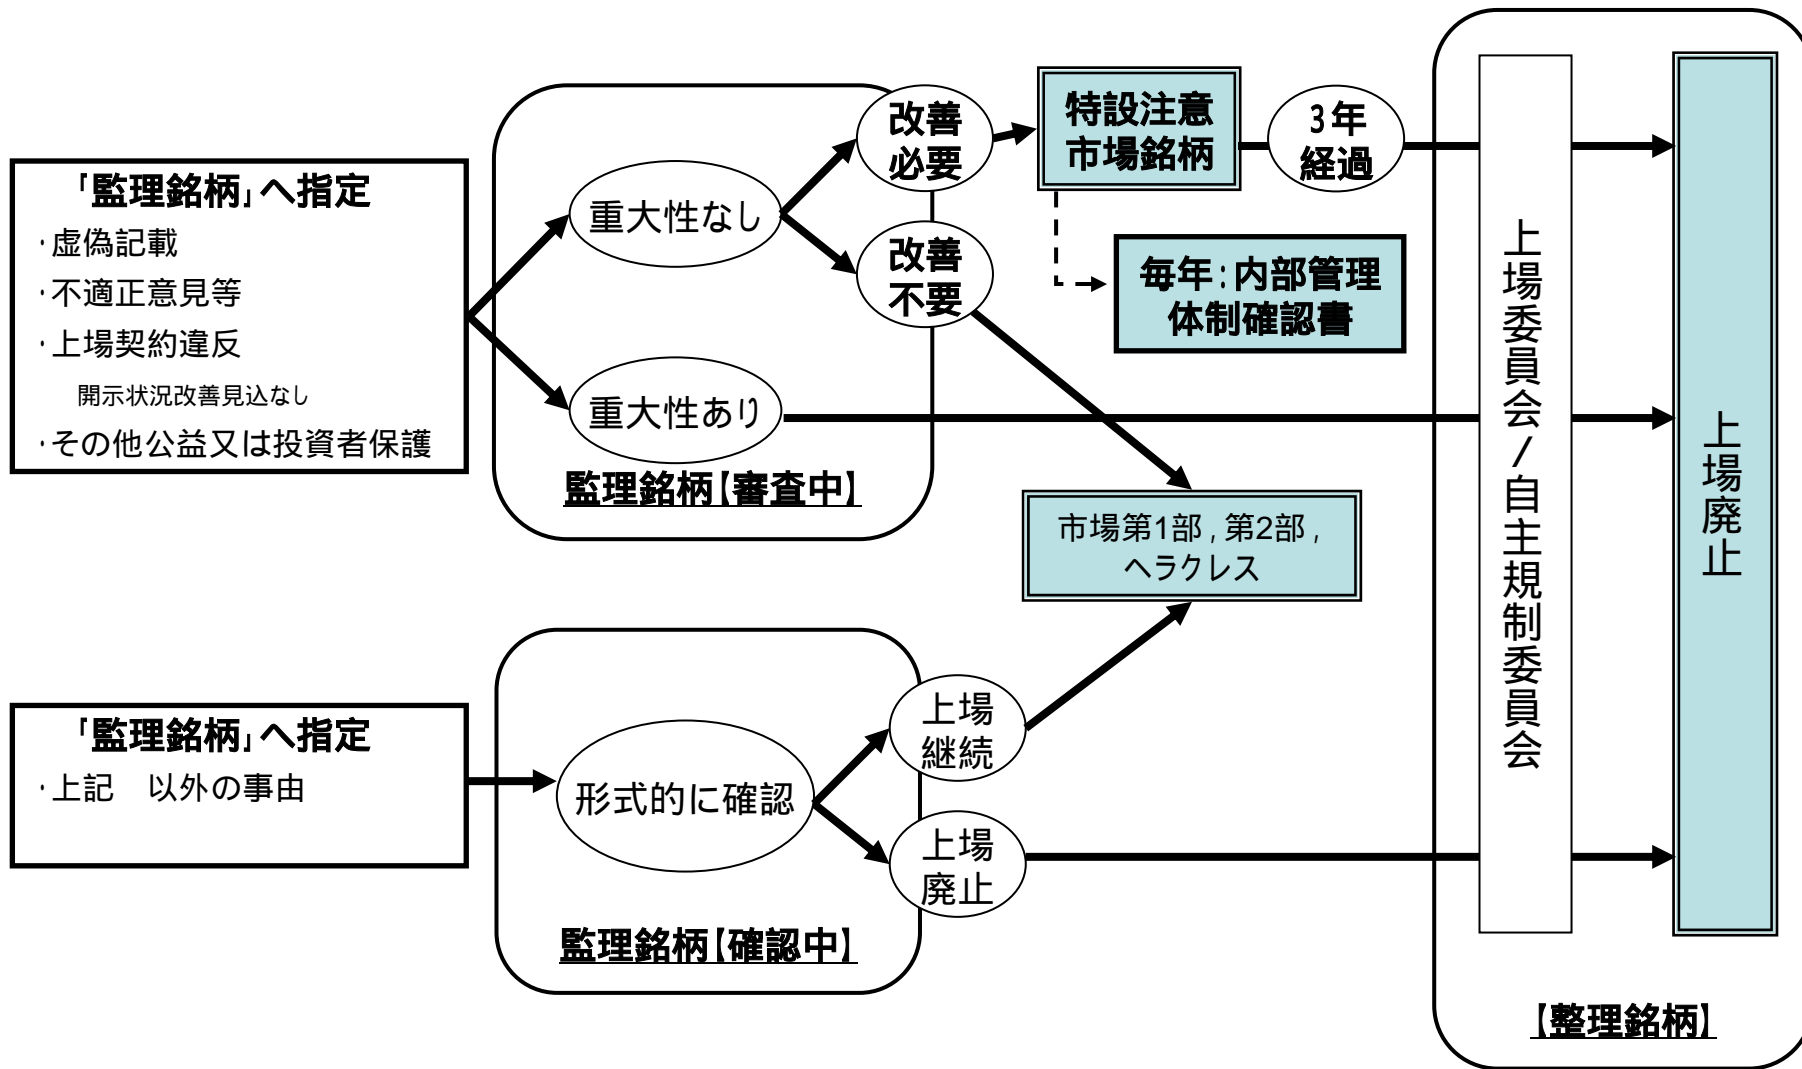 「監理銘柄」へ指定
・虚偽記載
・不適正意見等
・上場契約違反
開示状況改善見込なし
・その他公益又は投資者保護
重大性なし
重大性あり
改善
必要
改善
不要
監理銘柄【審査中】
特設注意
市場銘柄
3年
経過
毎年：内部管理
体制確認書
市場第1部，第2部，
ヘラクレス
「監理銘柄」へ指定
・上記　以外の事由
形式的に確認
上場
継続
上場
廃止
監理銘柄【確認中】
上場委員会/自主規制委員会
上場廃止
【整理銘柄】